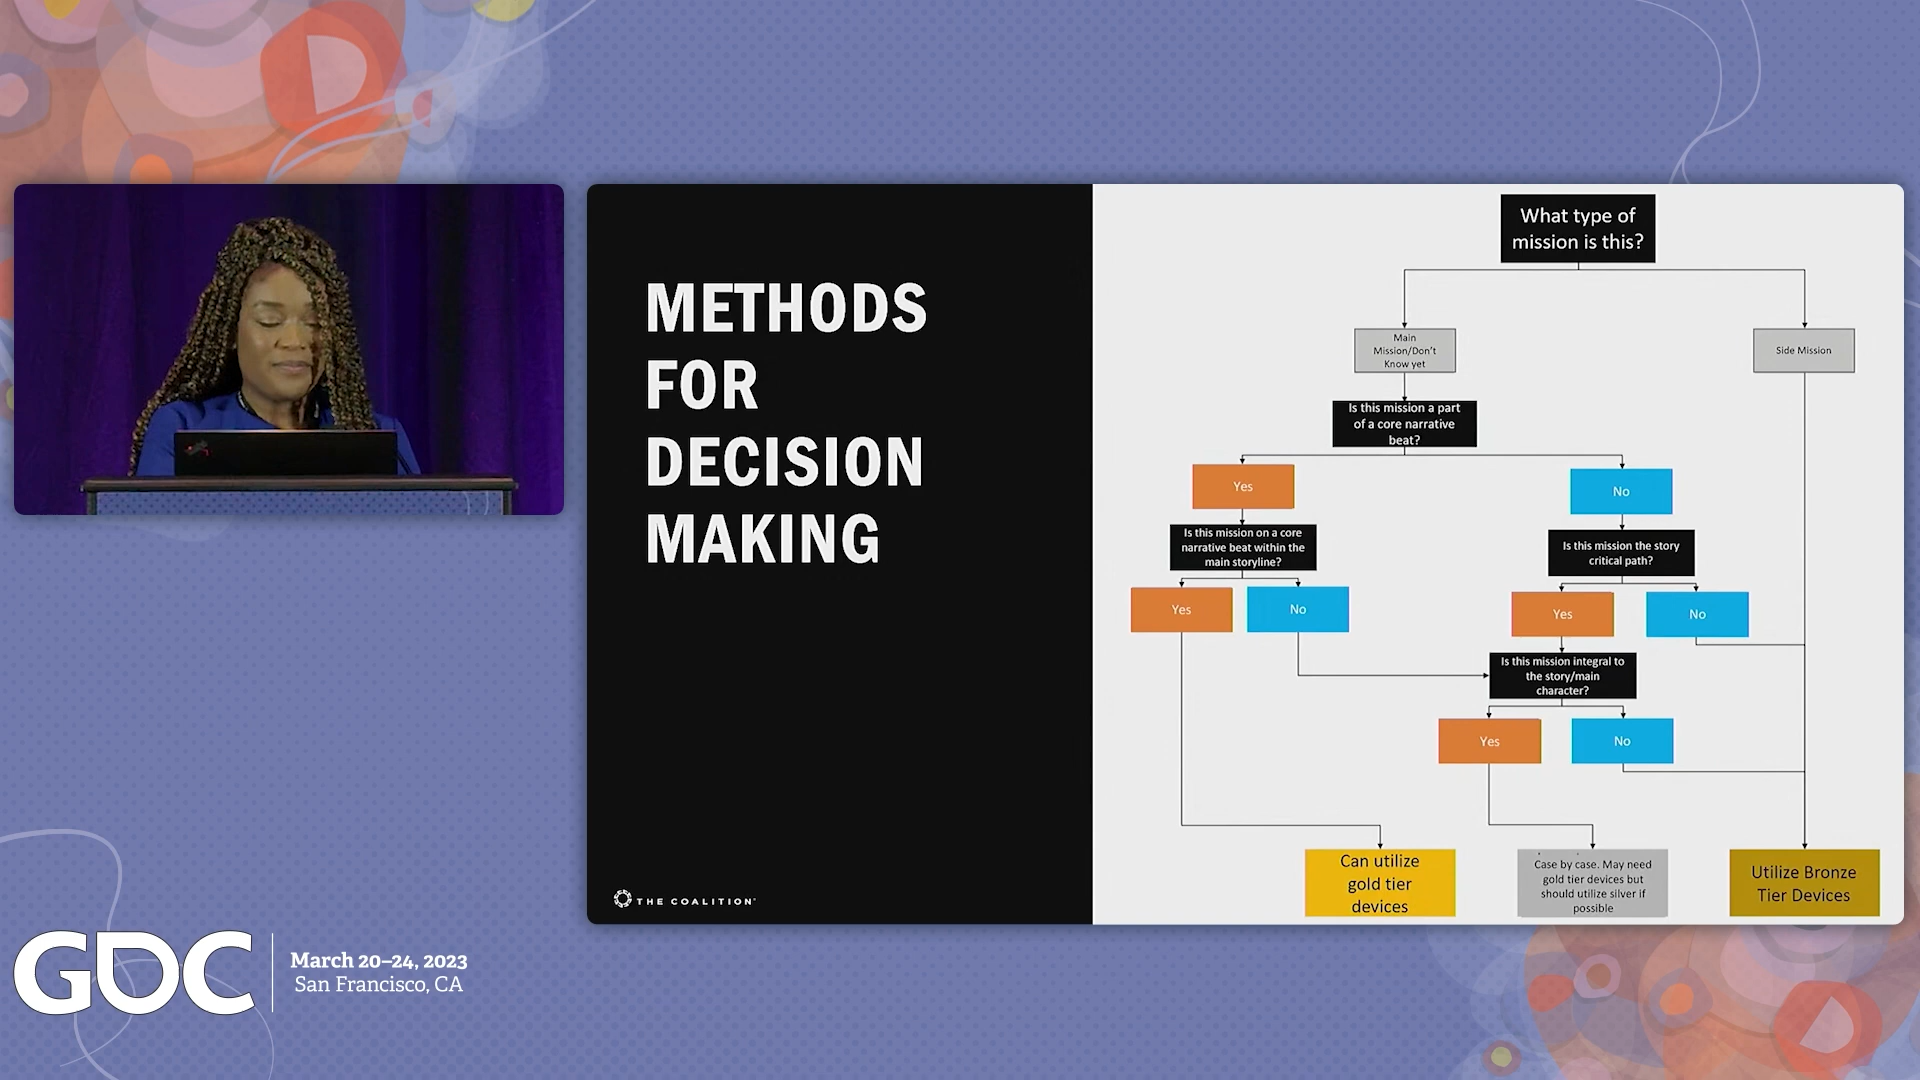 METHODS
FOR
DECISION
MAKING
THE COALITION
What type of
mission is this?
Main
Mission/Don't
Know yet
Side Mission
Is this mission a part
of a core narrative
beat?
Yes
No
Is this mission on a core
narrative beat within the
main storyline?
Is this mission the story
critical path?
Yes
No
Yes
No
Is this mission integral to
the story/main
character?
Yes
No
Can utilize
gold tier
devices
Case by case. May need
gold tier devices but
should utilize silver if
possible
Utilize Bronze
Tier Devices
GDC
March 20–24, 2023
San Francisco, CA